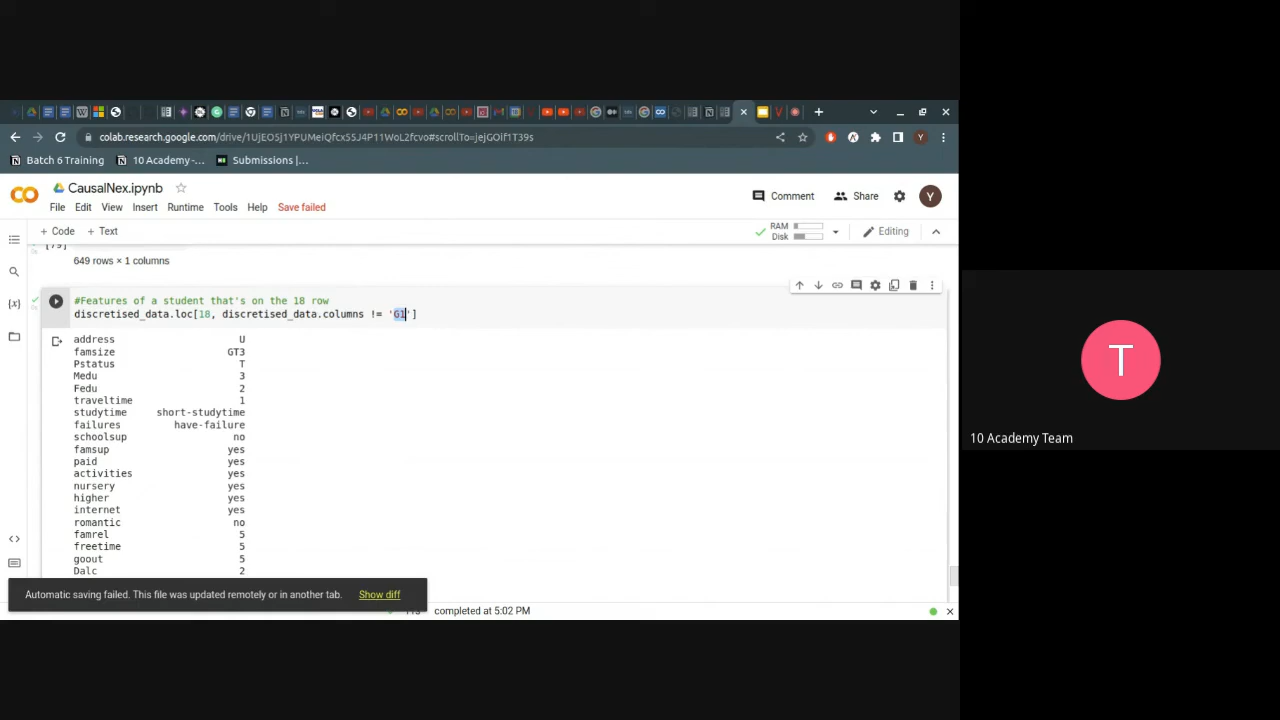 colab.research.google.com/drive/1UjEO5j1YPUMeiQfcx5SJ4P11WoL2fcvo#scrollTo=jejGOif1T39s
Batch 6 Training
10 Academy -...
Submissions |...
CausalNex.ipynb
Comment
Share
Y
File Edit View Insert Runtime Tools Help Save failed
+ Code + Text
RAM
Disk
Editing
[79]
649 rows × 1 columns
#Features of a student that's on the 18 row
discretised_data.loc[18, discretised_data.columns != 'G1']
address U
famsize GT3
Pstatus T
Medu 3
Fedu 2
traveltime 1
studytime short-studytime
failures have-failure
schoolsup no
famsup yes
paid yes
activities yes
nursery yes
higher yes
internet yes
romantic no
famrel 5
freetime 5
goout 5
Dalc 2
Automatic saving failed. This file was updated remotely or in another tab. Show diff
completed at 5:02 PM
T
10 Academy Team